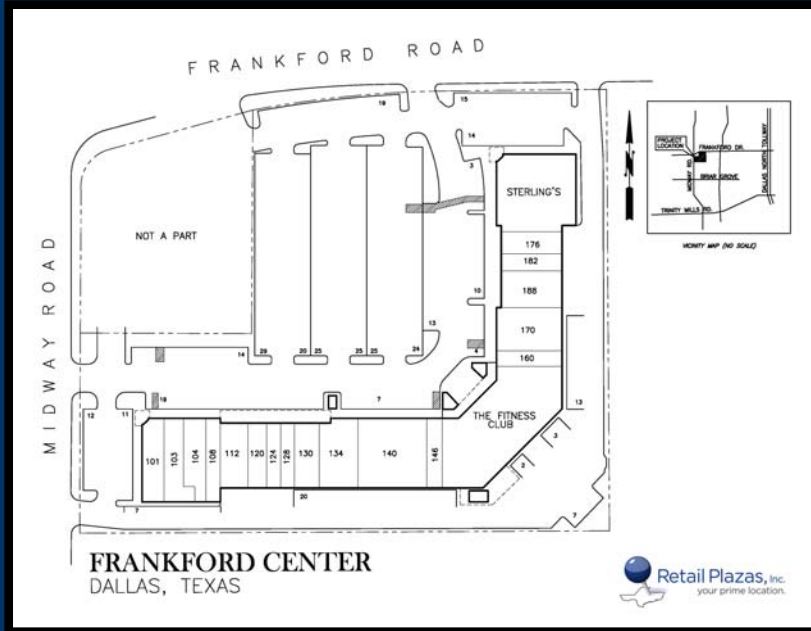 FRANKFORD ROAD
19
15
14
3
STERLING'S
176
182
188
170
160
10
13
4
NOT A PART
MIDWAY ROAD
14
29
20
25
25
25
24
12
11
19
7
THE FITNESS
CLUB
13
3
2
7
101
103
104
108
112
120
124
128
130
134
140
146
7
20
N
PROJECT
LOCATION
FRANKFORD DR.
MIDWAY RD.
BRIAR GROVE
DALLAS NORTH TOLLWAY
TRINITY MILLS RD.
VICINITY MAP (NO SCALE)
FRANKFORD CENTER
DALLAS, TEXAS
Retail Plazas, Inc.
your prime location.